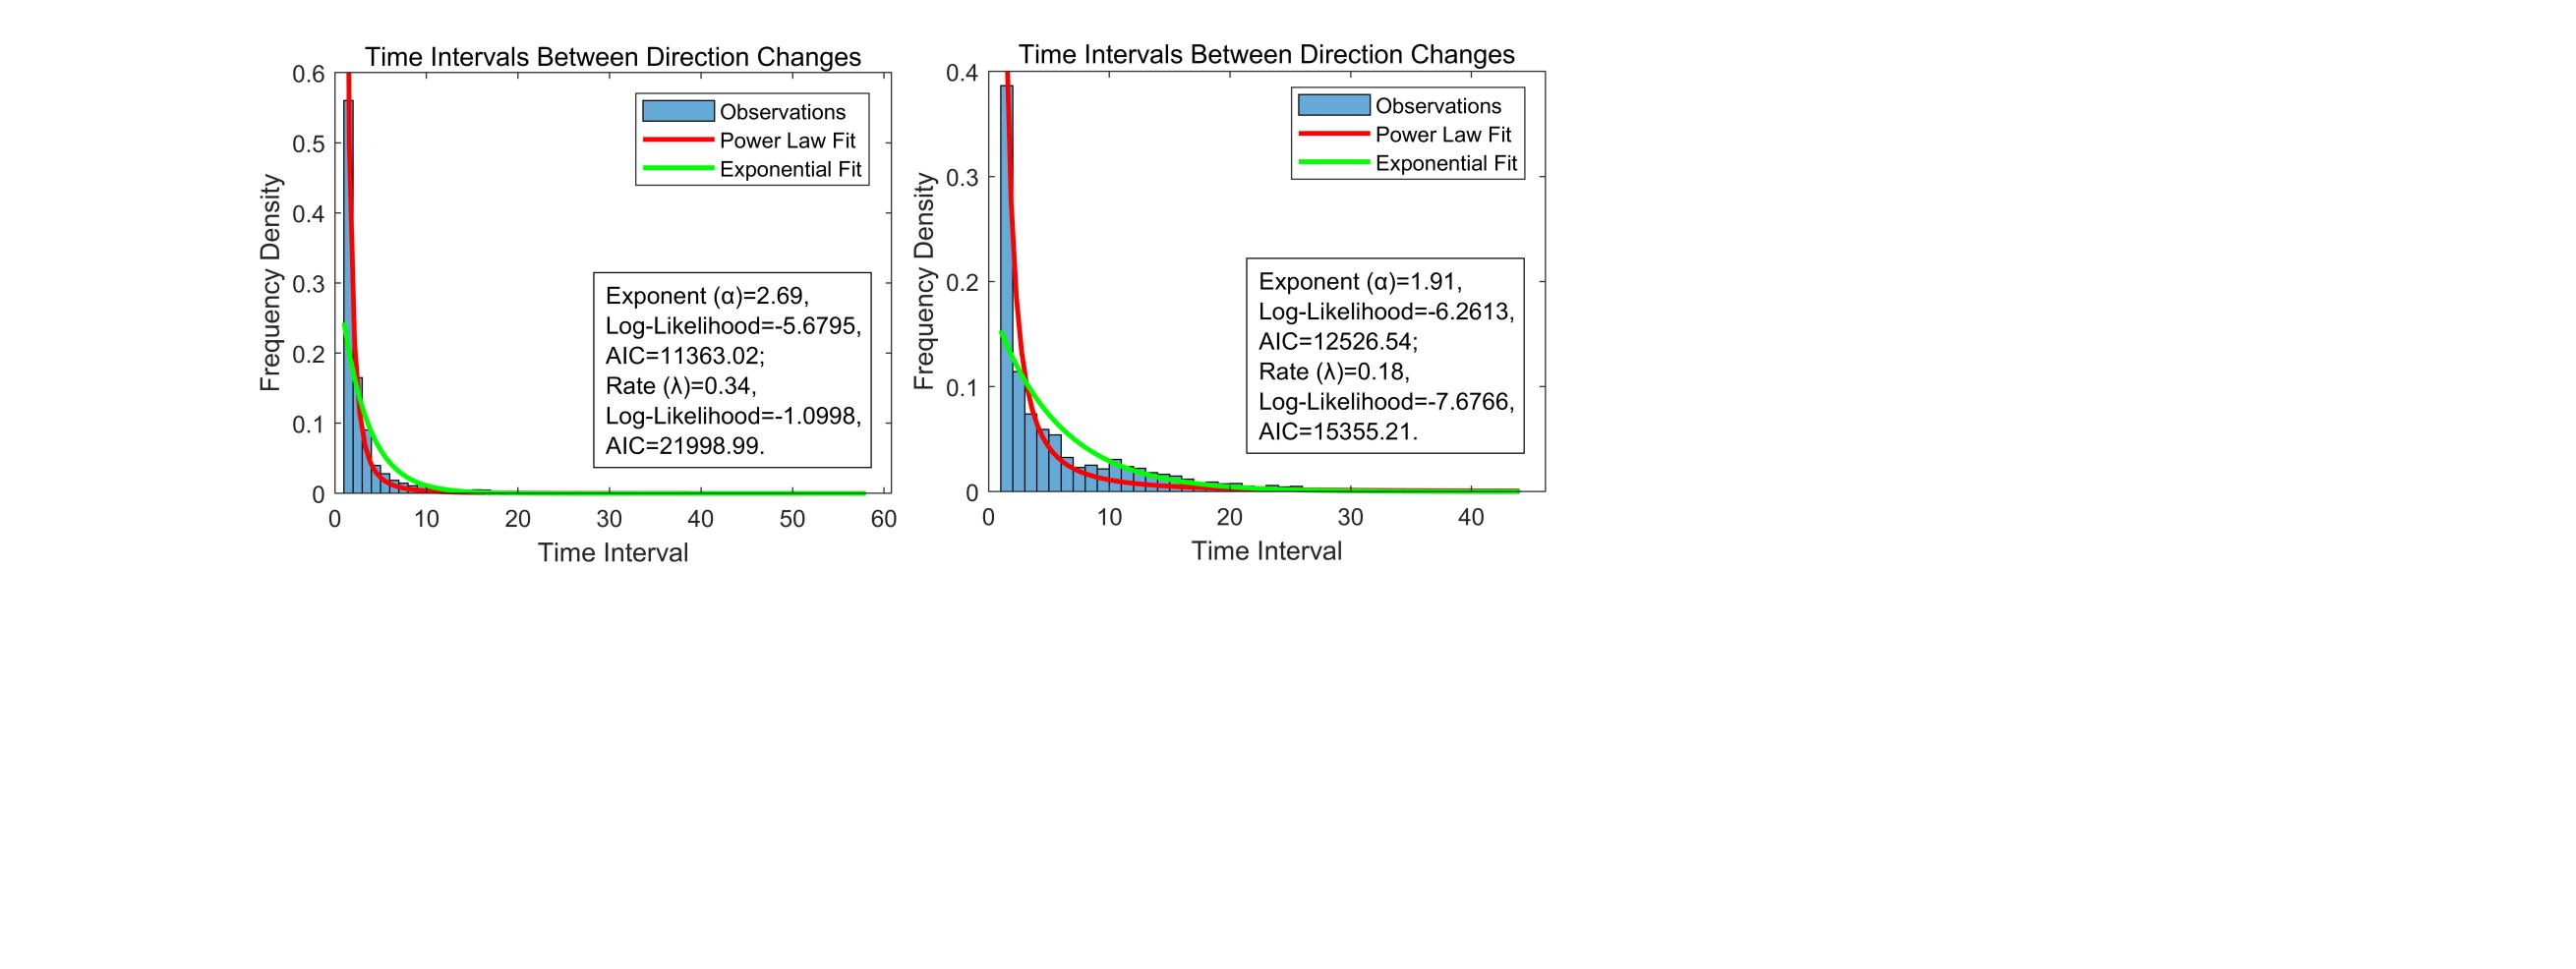 Time Intervals Between Direction Changes
Frequency Density
0.6
0.5
0.4
0.3
0.2
0.1
0
Observations
Power Law Fit
Exponential Fit
Exponent (α)=2.69,
Log-Likelihood=-5.6795,
AIC=11363.02;
Rate (λ)=0.34,
Log-Likelihood=-1.0998,
AIC=21998.99.
0 10 20 30 40 50 60
Time Interval
Time Intervals Between Direction Changes
Frequency Density
0.4
0.3
0.2
0.1
0
Observations
Power Law Fit
Exponential Fit
Exponent (α)=1.91,
Log-Likelihood=-6.2613,
AIC=12526.54;
Rate (λ)=0.18,
Log-Likelihood=-7.6766,
AIC=15355.21.
0 10 20 30 40
Time Interval